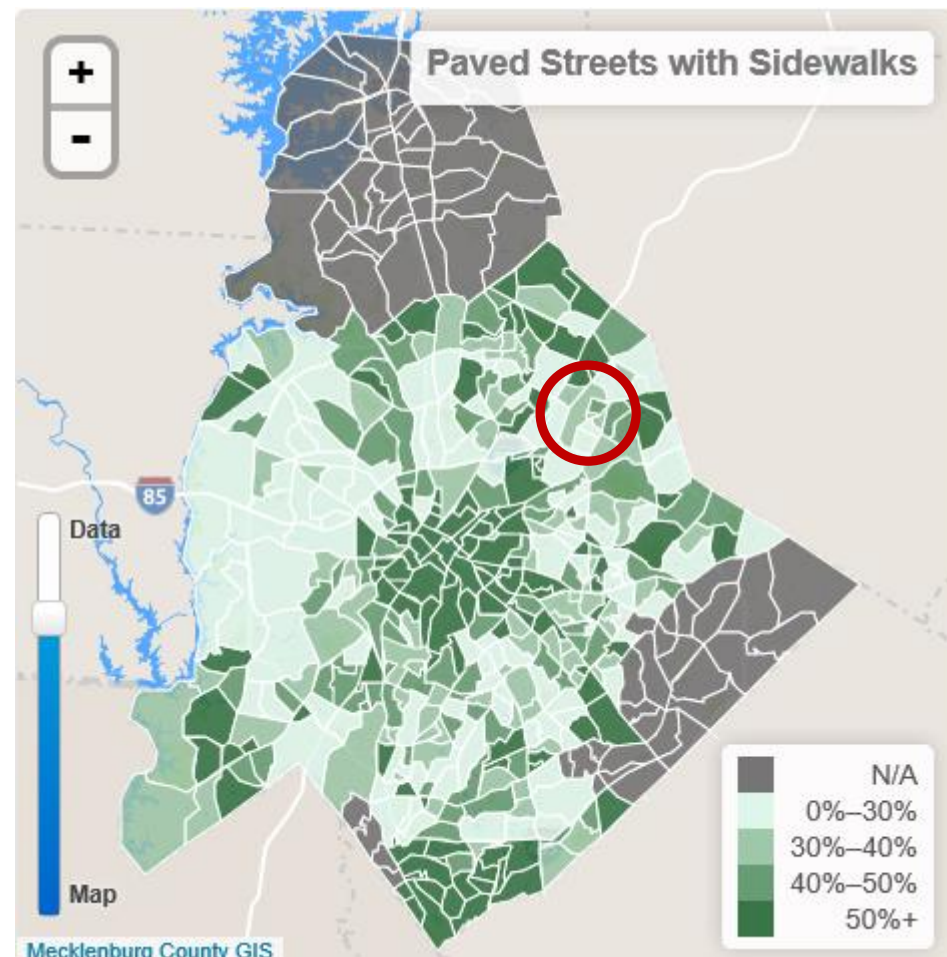 +
-
Paved Streets with Sidewalks
85
Data
Map
N/A
0%–30%
30%–40%
40%–50%
50%+
Mecklenburg County GIS